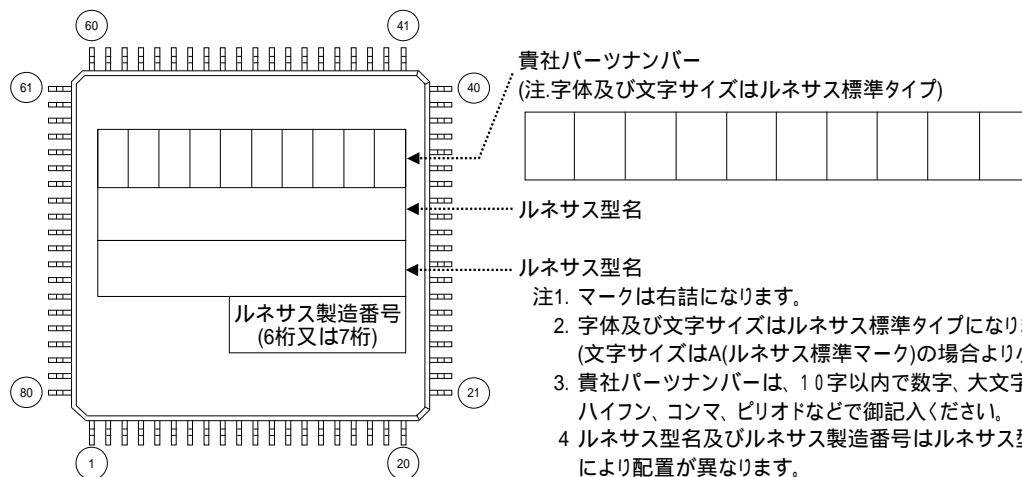 60
41
61
40
貴社パーツナンバー
(注.字体及び文字サイズはルネサス標準タイプ)
ルネサス型名
ルネサス型名
ルネサス製造番号
(6桁又は7桁)
注1. マークは右詰になります。
2. 字体及び文字サイズはルネサス標準タイプになり
(文字サイズはA(ルネサス標準マーク)の場合より
3. 貴社パーツナンバーは、10字以内で数字、大文字
ハイフン、コンマ、ピリオドなどで御記入ください。
4 ルネサス型名及びルネサス製造番号はルネサス型
により配置が異なります。
80
21
1
20